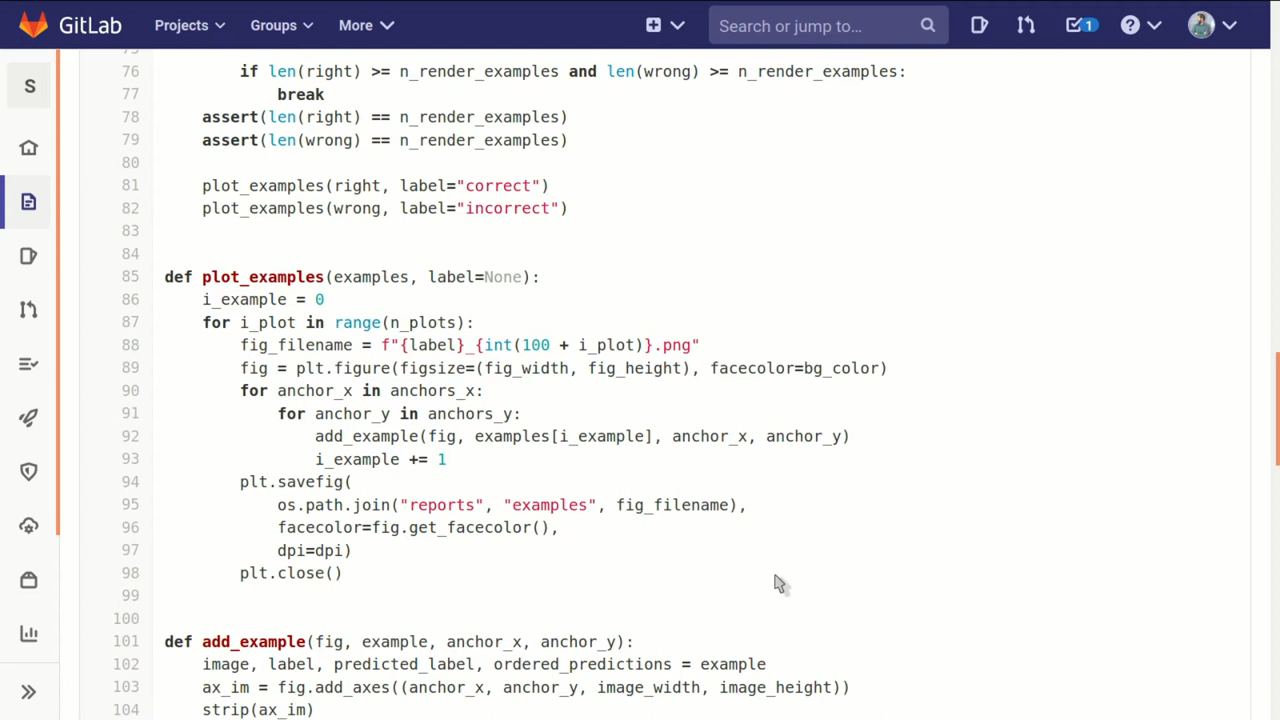 GitLab Projects Groups More Search or jump to… 1
S
76 if len(right) >= n_render_examples and len(wrong) >= n_render_examples:
77 break
78 assert(len(right) == n_render_examples)
79 assert(len(wrong) == n_render_examples)
80
81 plot_examples(right, label="correct")
82 plot_examples(wrong, label="incorrect")
83
84
85 def plot_examples(examples, label=None):
86 i_example = 0
87 for i_plot in range(n_plots):
88 fig_filename = f"{label}_{int(100 + i_plot)}.png"
89 fig = plt.figure(figsize=(fig_width, fig_height), facecolor=bg_color)
90 for anchor_x in anchors_x:
91 for anchor_y in anchors_y:
92 add_example(fig, examples[i_example], anchor_x, anchor_y)
93 i_example += 1
94 plt.savefig(
95 os.path.join("reports", "examples", fig_filename),
96 facecolor=fig.get_facecolor(),
97 dpi=dpi)
98 plt.close()
99
100
101 def add_example(fig, example, anchor_x, anchor_y):
102 image, label, predicted_label, ordered_predictions = example
103 ax_im = fig.add_axes((anchor_x, anchor_y, image_width, image_height))
104 strip(ax_im)